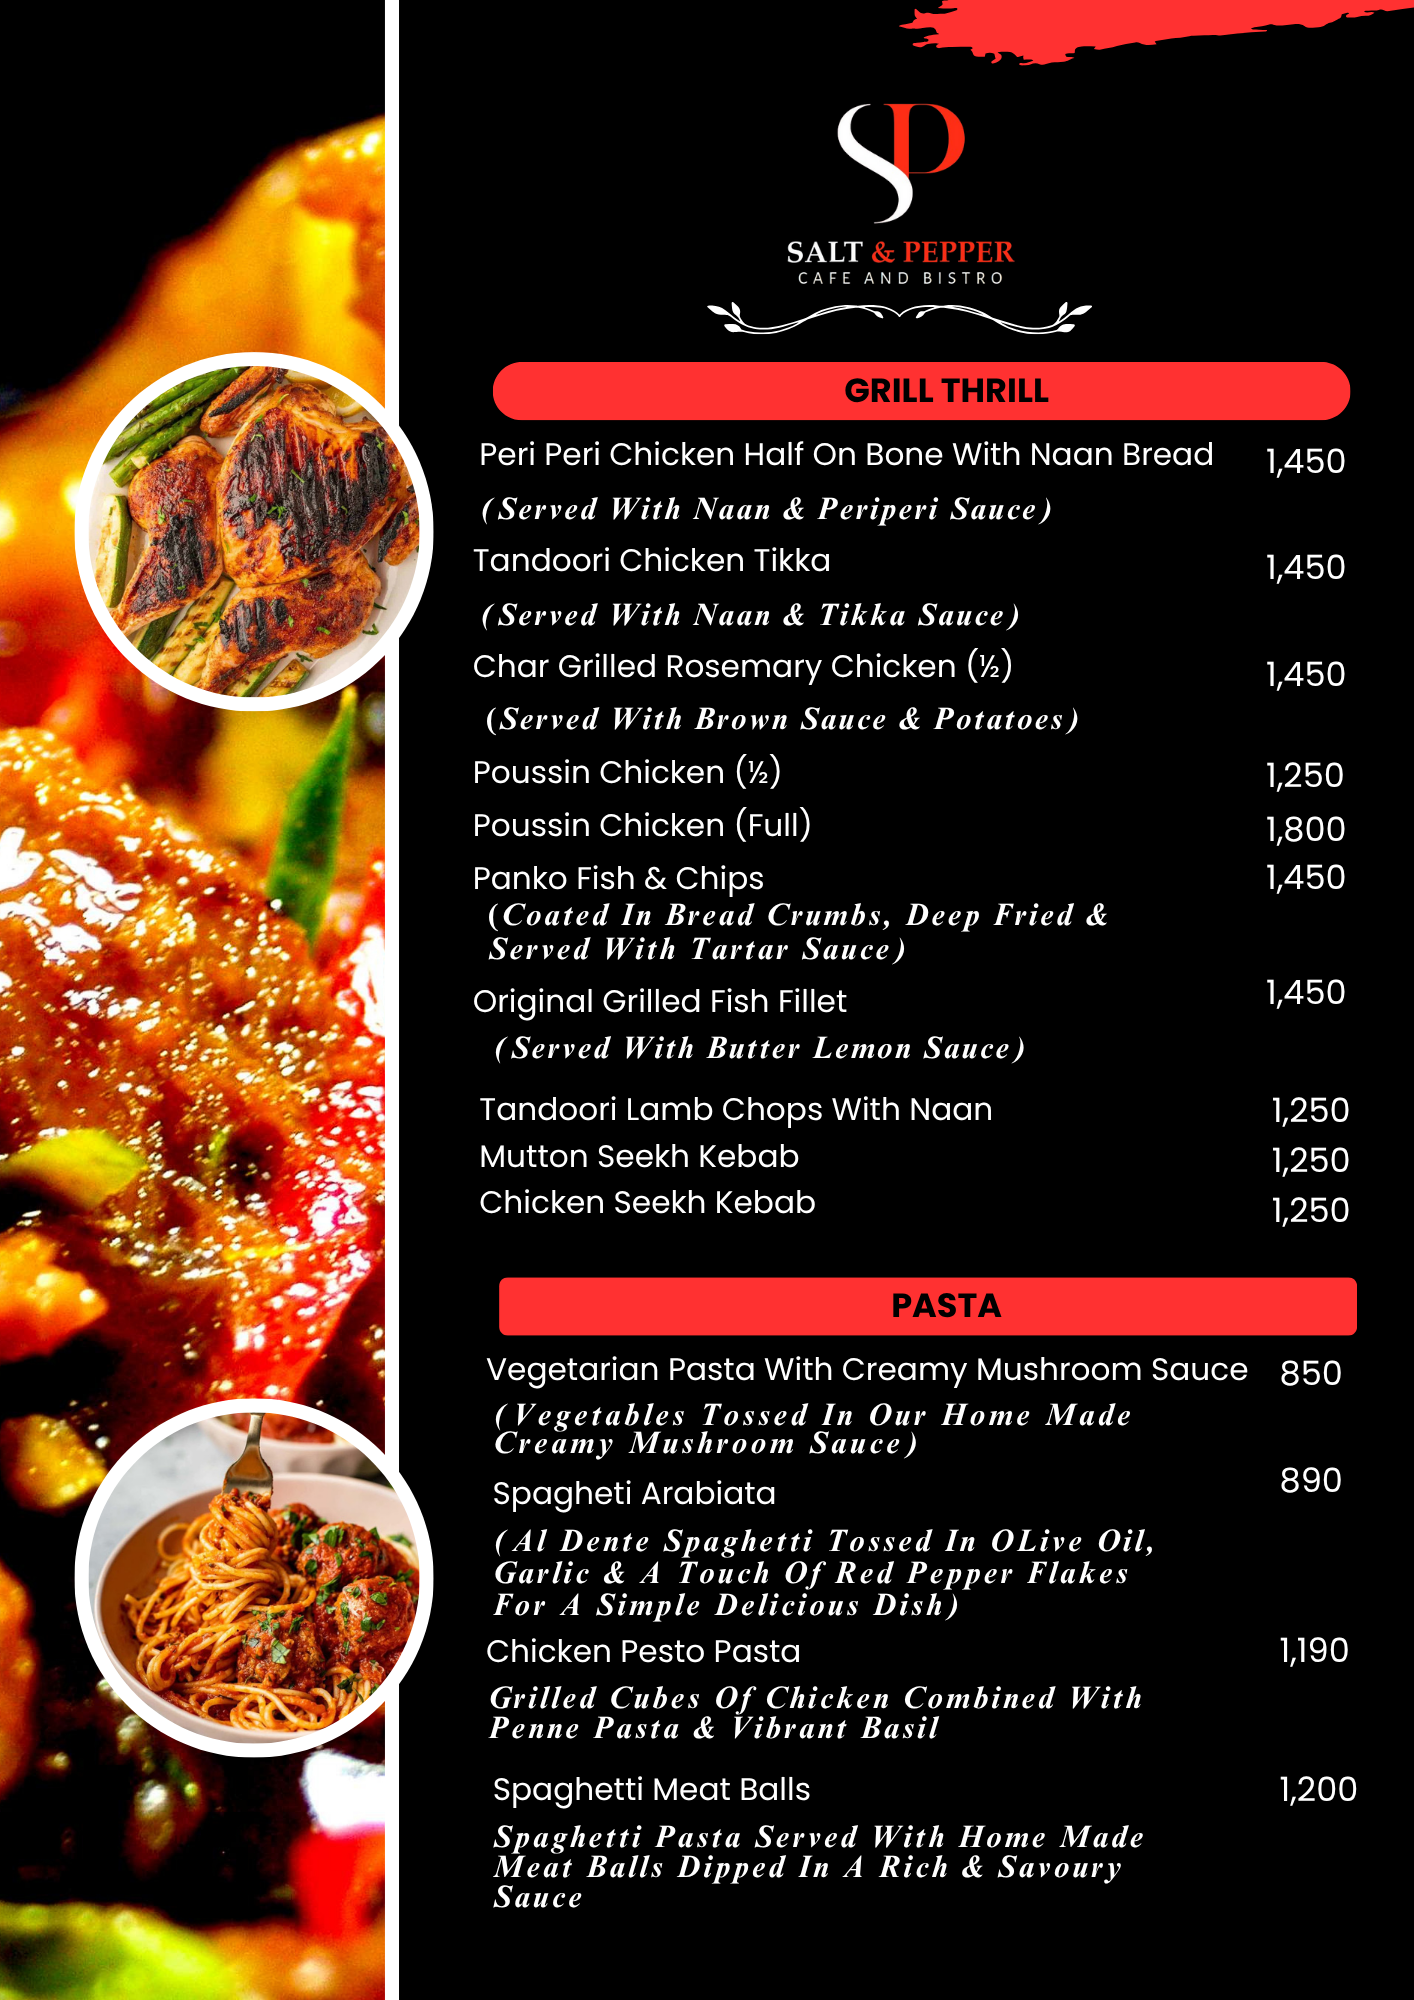 SP
SALT & PEPPER
CAFE AND BISTRO
GRILL THRILL
Peri Peri Chicken Half On Bone With Naan Bread 1,450
(Served With Naan & Periperi Sauce)
Tandoori Chicken Tikka 1,450
(Served With Naan & Tikka Sauce)
Char Grilled Rosemary Chicken (½) 1,450
(Served With Brown Sauce & Potatoes)
Poussin Chicken (½) 1,250
Poussin Chicken (Full) 1,800
Panko Fish & Chips 1,450
(Coated In Bread Crumbs, Deep Fried &
Served With Tartar Sauce)
Original Grilled Fish Fillet 1,450
(Served With Butter Lemon Sauce)
Tandoori Lamb Chops With Naan 1,250
Mutton Seekh Kebab 1,250
Chicken Seekh Kebab 1,250
PASTA
Vegetarian Pasta With Creamy Mushroom Sauce 850
(Vegetables Tossed In Our Home Made
Creamy Mushroom Sauce)
Spagheti Arabiata 890
(Al Dente Spaghetti Tossed In OLive Oil,
Garlic & A Touch Of Red Pepper Flakes
For A Simple Delicious Dish)
Chicken Pesto Pasta 1,190
Grilled Cubes Of Chicken Combined With
Penne Pasta & Vibrant Basil
Spaghetti Meat Balls 1,200
Spaghetti Pasta Served With Home Made
Meat Balls Dipped In A Rich & Savoury
Sauce